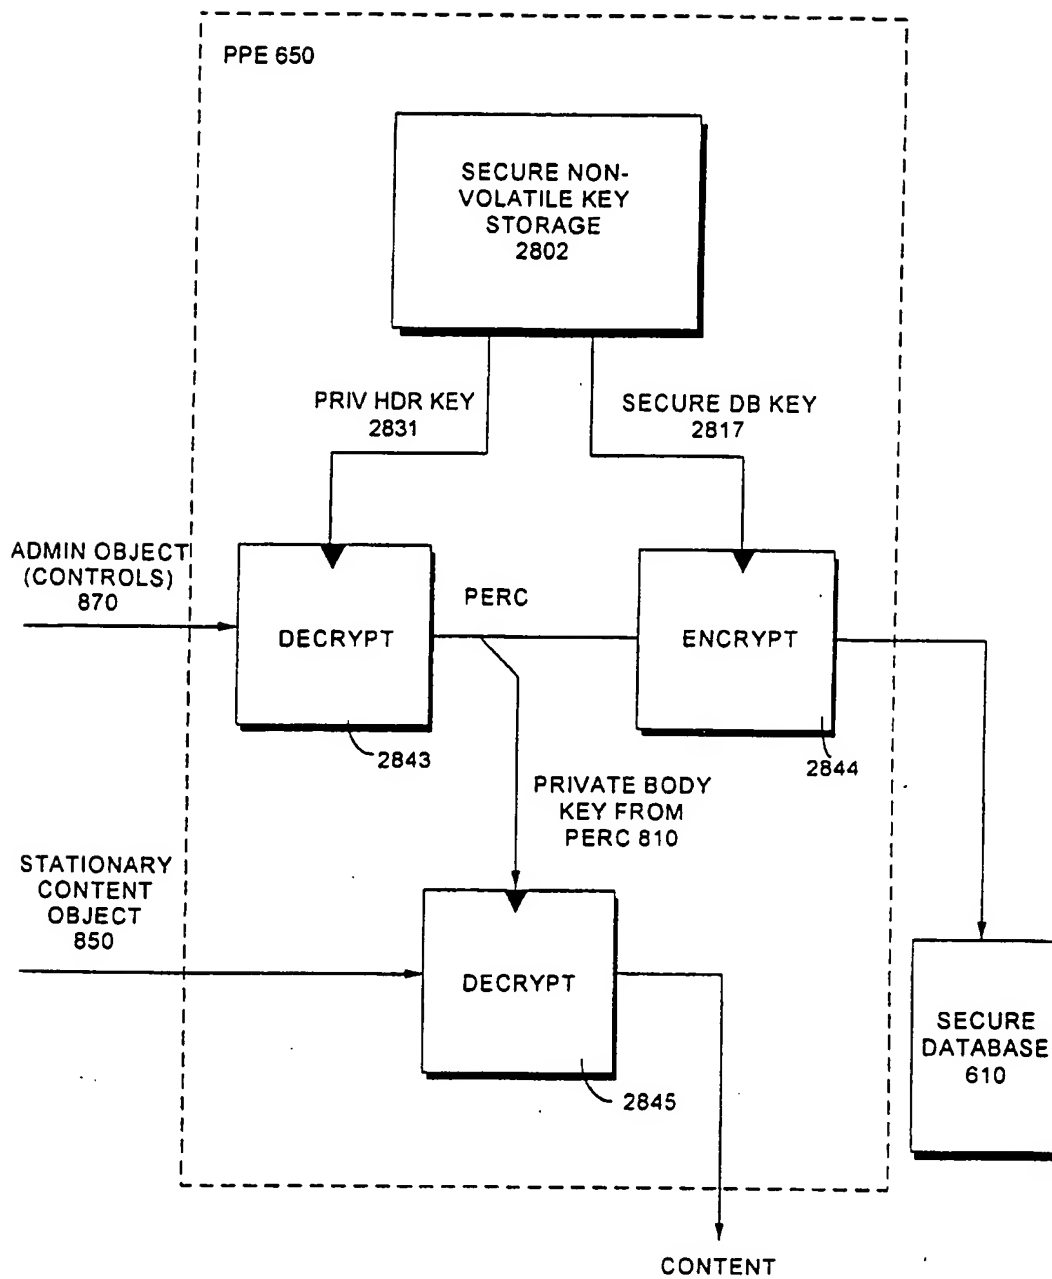 PPE 650
SECURE NON-
VOLATILE KEY
STORAGE
2802
PRIV HDR KEY
2831
SECURE DB KEY
2817
ADMIN OBJECT
(CONTROLS)
870
DECRYPT
PERC
ENCRYPT
2843
2844
PRIVATE BODY
KEY FROM
PERC 810
STATIONARY
CONTENT
OBJECT
850
DECRYPT
2845
SECURE
DATABASE
610
CONTENT